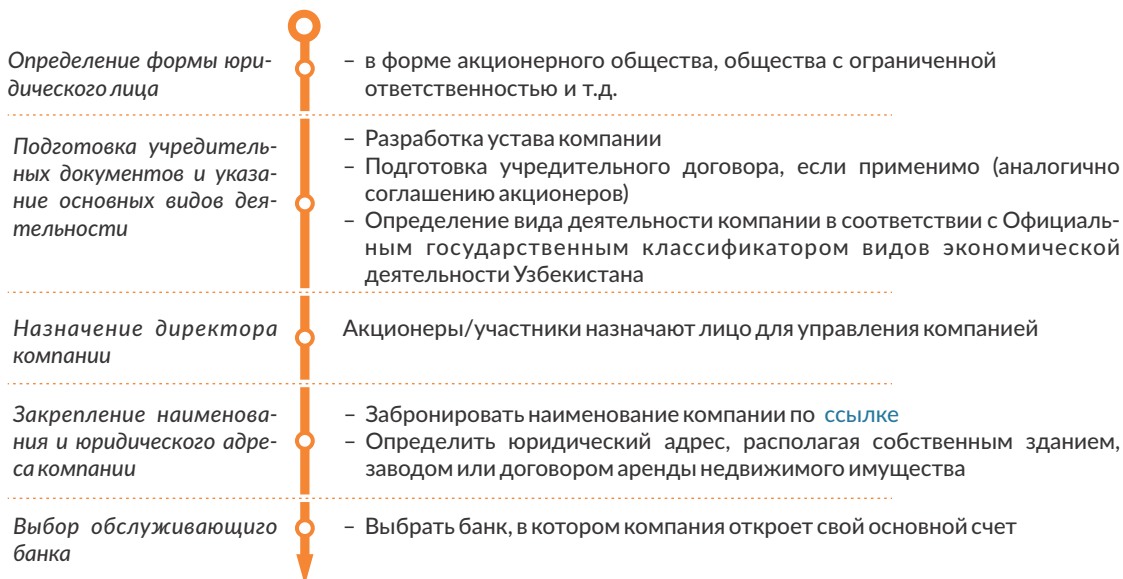 Определение формы юри-
дического лица
– в форме акционерного общества, общества с ограниченной
ответственностью и т.д.
Подготовка учредитель-
ных документов и указа-
ние основных видов дея-
тельности
– Разработка устава компании
– Подготовка учредительного договора, если применимо (аналогично
соглашению акционеров)
– Определение вида деятельности компании в соответствии с Официаль-
ным государственным классификатором видов экономической
деятельности Узбекистана
Назначение директора
компании
Акционеры/участники назначают лицо для управления компанией
Закрепление наименова-
ния и юридического адре-
са компании
– Забронировать наименование компании по ссылке
– Определить юридический адрес, располагая собственным зданием,
заводом или договором аренды недвижимого имущества
Выбор обслуживающего
банка
– Выбрать банк, в котором компания откроет свой основной счет